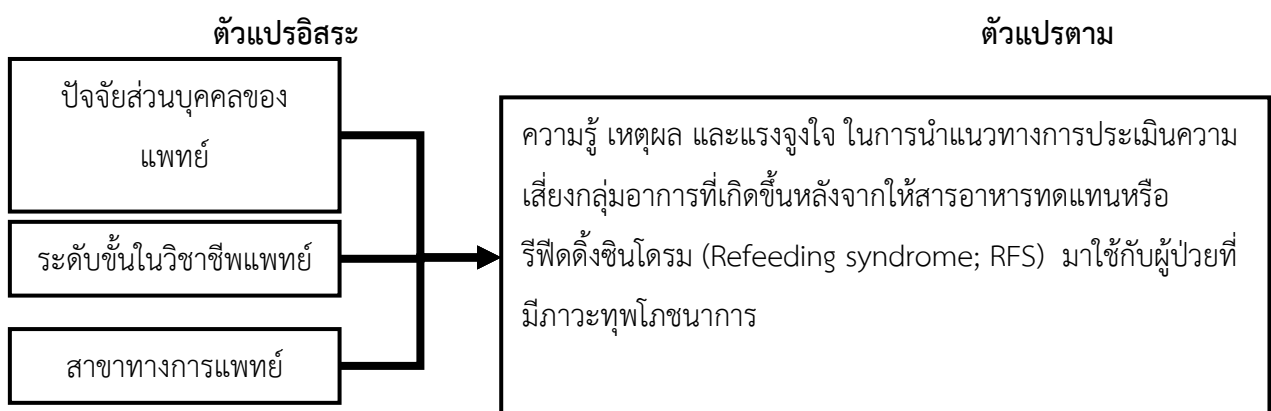 ตัวแปรอิสระ
ตัวแปรตาม
ปัจจัยส่วนบุคคลของ
แพทย์
ระดับขั้นในวิชาชีพแพทย์
สาขาทางการแพทย์
ความรู้ เหตุผล และแรงจูงใจ ในการนำแนวทางการประเมินความ
เสี่ยงกลุ่มอาการที่เกิดขึ้นหลังจากให้สารอาหารทดแทนหรือ
รีฟีดดิ้งซินโดรม (Refeeding syndrome; RFS) มาใช้กับผู้ป่วยที่
มีภาวะทุพโภชนาการ